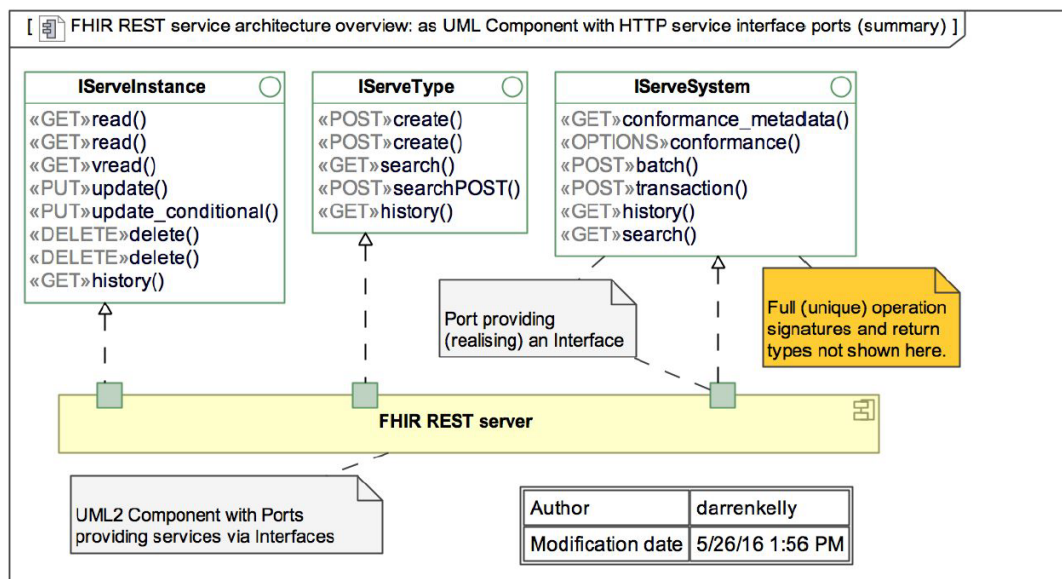 [ FHIR REST service architecture overview: as UML Component with HTTP service interface ports (summary) ]
IServeInstance
«GET»read()
«GET»read()
«GET»vread()
«PUT»update()
«PUT»update_conditional()
«DELETE»delete()
«DELETE»delete()
«GET»history()
IServeType
«POST»create()
«POST»create()
«GET»search()
«POST»searchPOST()
«GET»history()
IServeSystem
«GET»conformance_metadata()
«OPTIONS»conformance()
«POST»batch()
«POST»transaction()
«GET»history()
«GET»search()
Port providing
(realising) an Interface
Full (unique) operation
signatures and return
types not shown here.
FHIR REST server
UML2 Component with Ports
providing services via Interfaces
Author darrenkelly
Modification date 5/26/16 1:56 PM